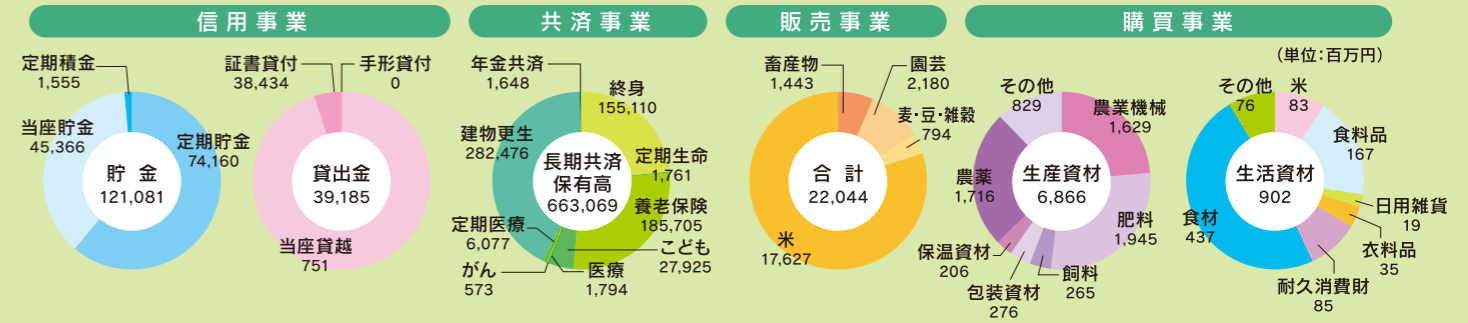 信用事業
定期積金
1,555
当座貯金
45,366
定期貯金
74,160
貯金
121,081
証書貸付
38,434
手形貸付
0
貸出金
39,185
当座貸越
751
共済事業
年金共済
1,648
終身
155,110
建物更生
282,476
定期生命
1,761
長期共済
保有高
663,069
養老保険
185,705
定期医療
6,077
こども
27,925
がん
573
医療
1,794
販売事業
畜産物
1,443
園芸
2,180
麦・豆・雑穀
794
合計
22,044
米
17,627
購買事業
（単位：百万円）
その他
829
農業機械
1,629
農薬
1,716
生産資材
6,866
肥料
1,945
保温資材
206
包装資材
276
飼料
265
その他
76
米
83
食料品
167
生活資材
902
食材
437
日用雑貨
19
衣料品
35
耐久消費財
85